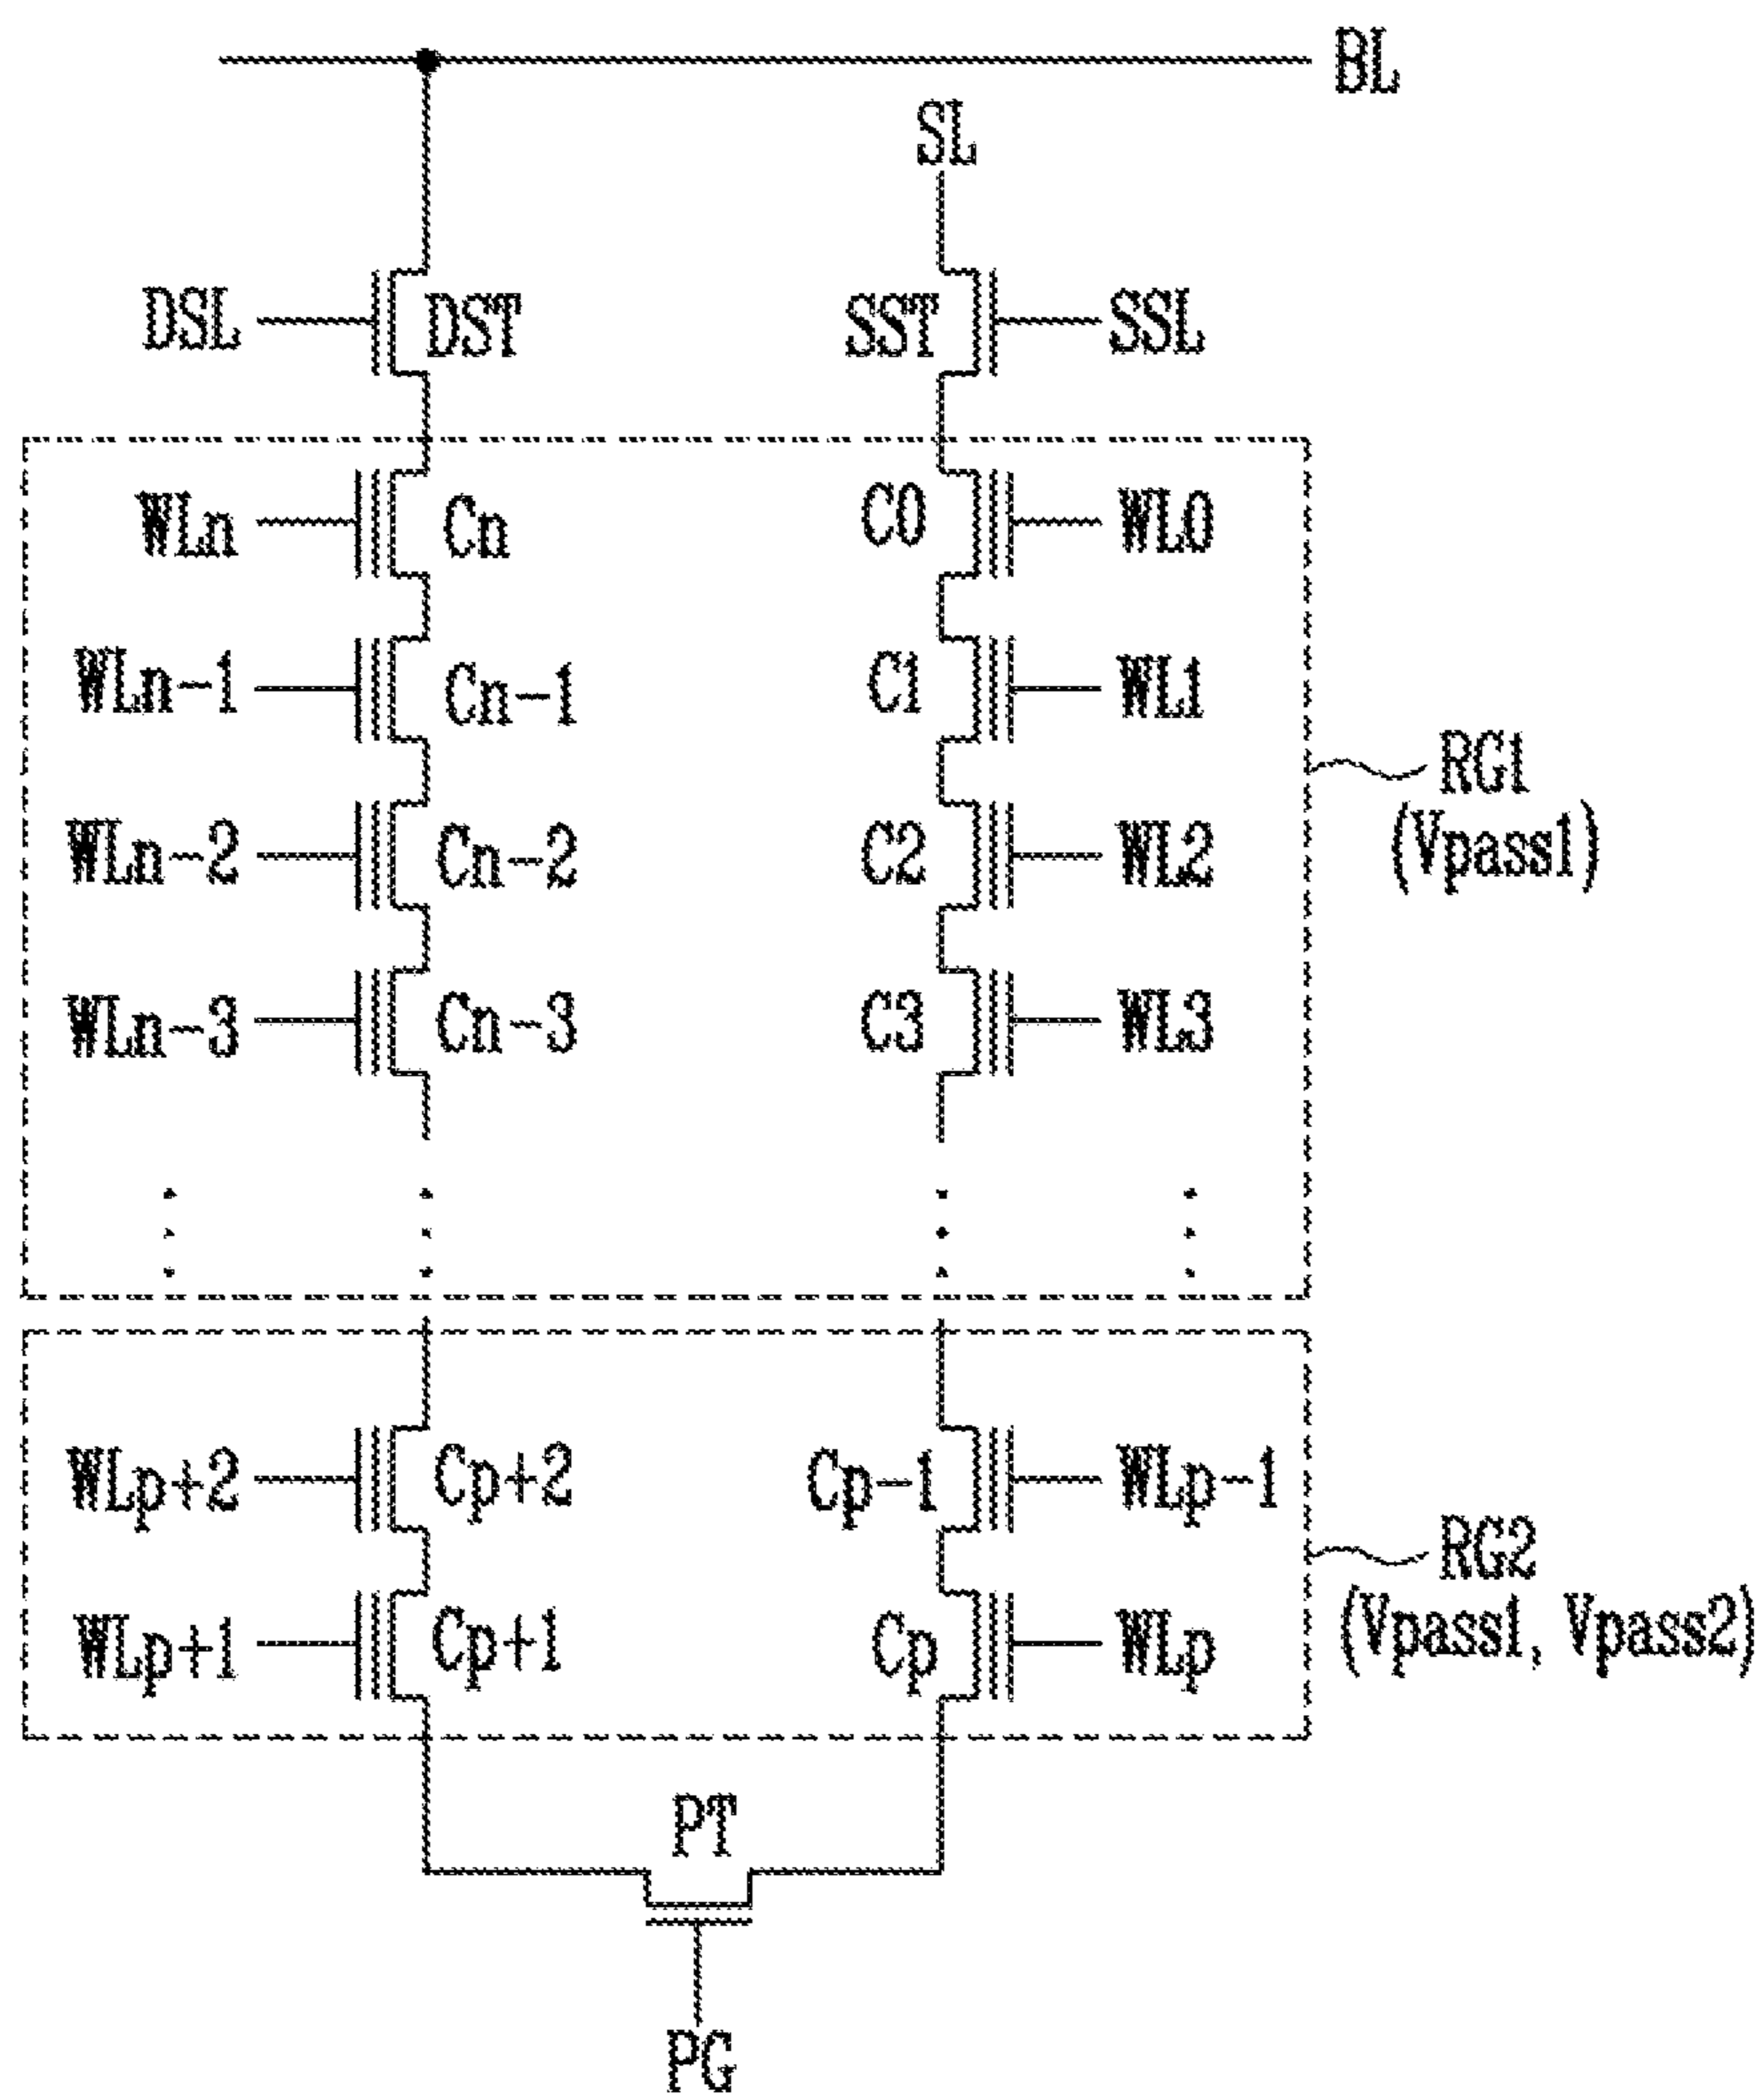 BL
SL
DSL DST SST SSL
WLn Cn C0 WL0
WLn-1 Cn-1 C1 WL1
RG1
(Vpass1)
WLn-2 Cn-2 C2 WL2
WLn-3 Cn-3 C3 WL3
WLp+2 Cp+2 Cp-1 WLp-1
RG2
(Vpass1, Vpass2)
WLp+1 Cp+1 Cp WLp
PT
PG